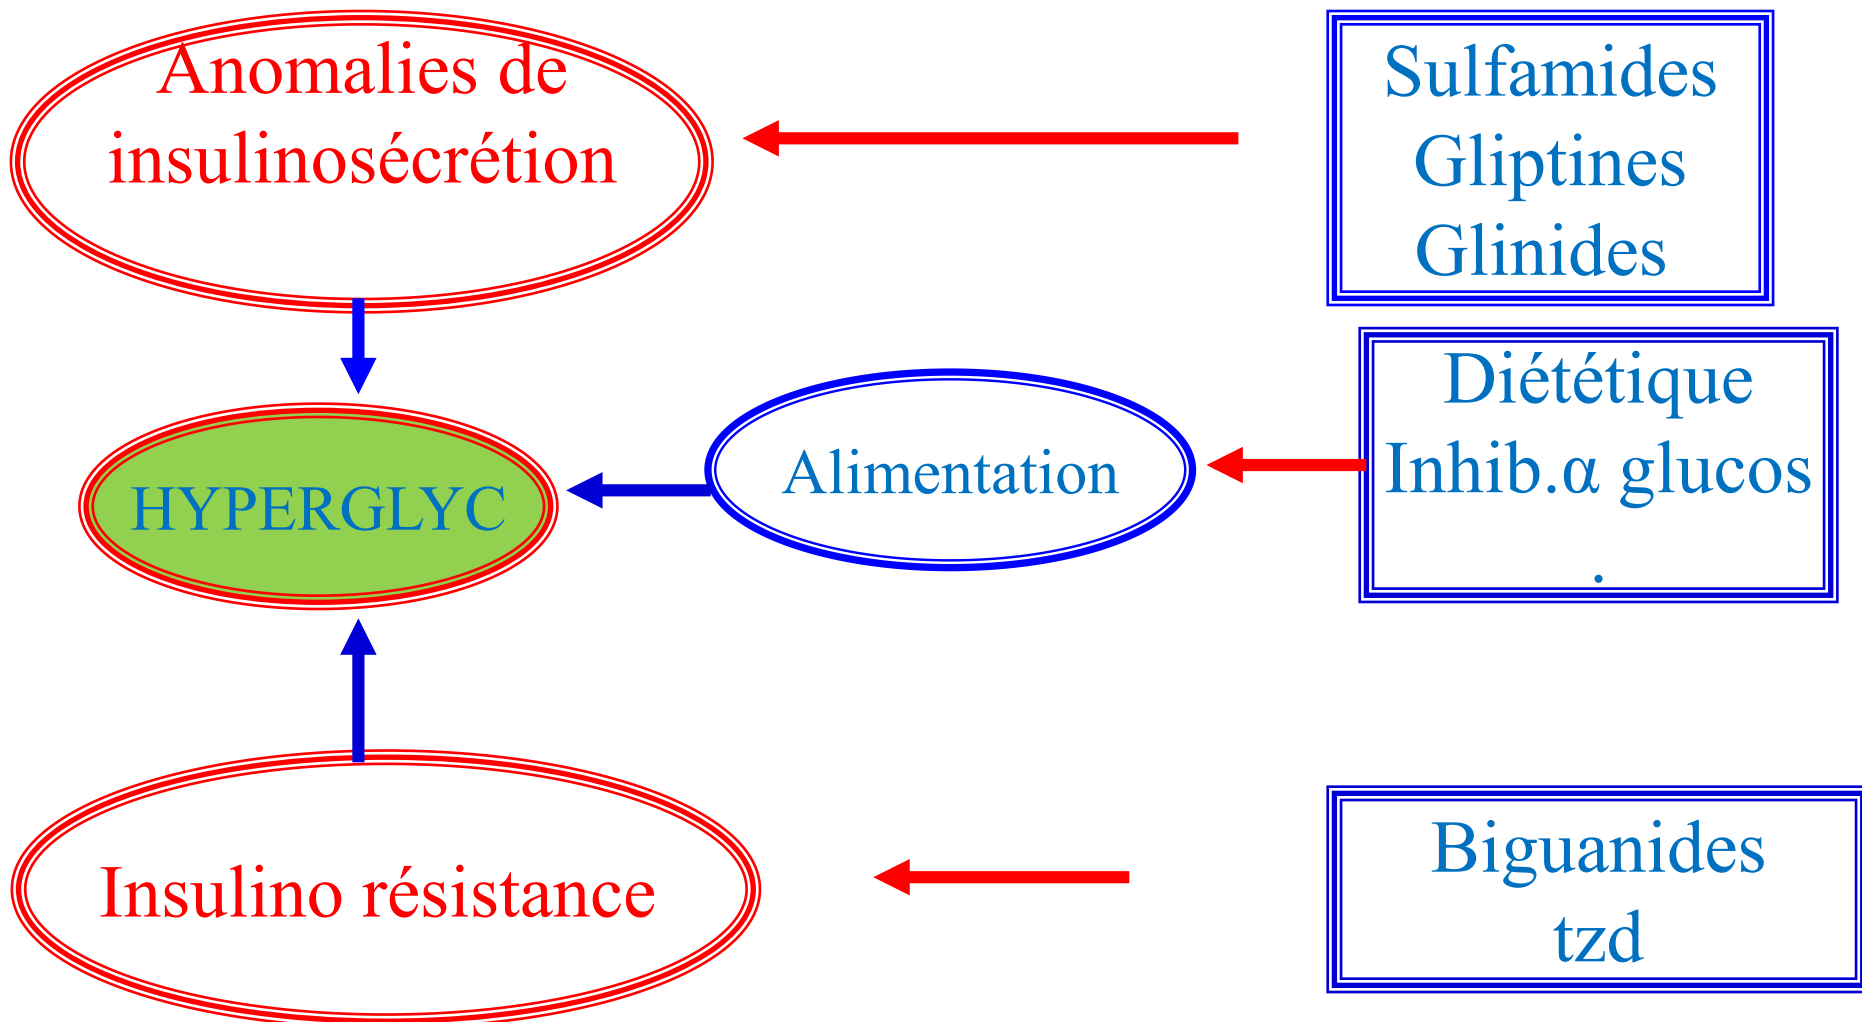 Anomalies de
insulinosécrétion
Sulfamides
Gliptines
Glinides
HYPERGLYC
Alimentation
Diététique
Inhib.α glucos
.
Insulino résistance
Biguanides
tzd